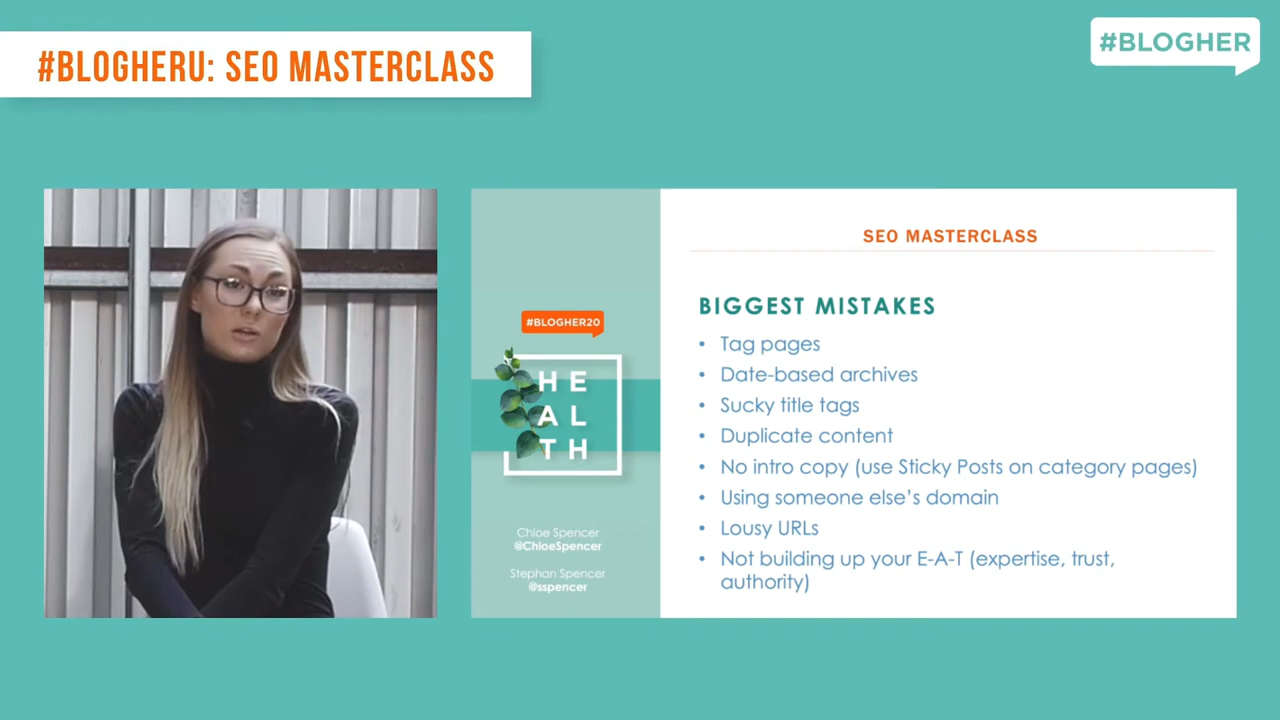 #BLOGHERU: SEO MASTERCLASS
#BLOGHER
#BLOGHER20
HE
AL
TH
Chloe Spencer
@ChloeSpencer
Stephan Spencer
@sspencer
SEO MASTERCLASS
BIGGEST MISTAKES
• Tag pages
• Date-based archives
• Sucky title tags
• Duplicate content
• No intro copy (use Sticky Posts on category pages)
• Using someone else's domain
• Lousy URLs
• Not building up your E-A-T (expertise, trust,
authority)